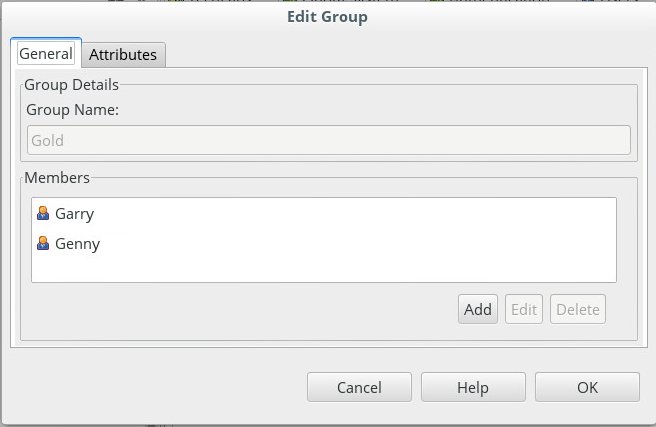 Edit Group
General Attributes
Group Details
Group Name:
Gold
Members
Garry
Genny
Add Edit Delete
Cancel Help OK